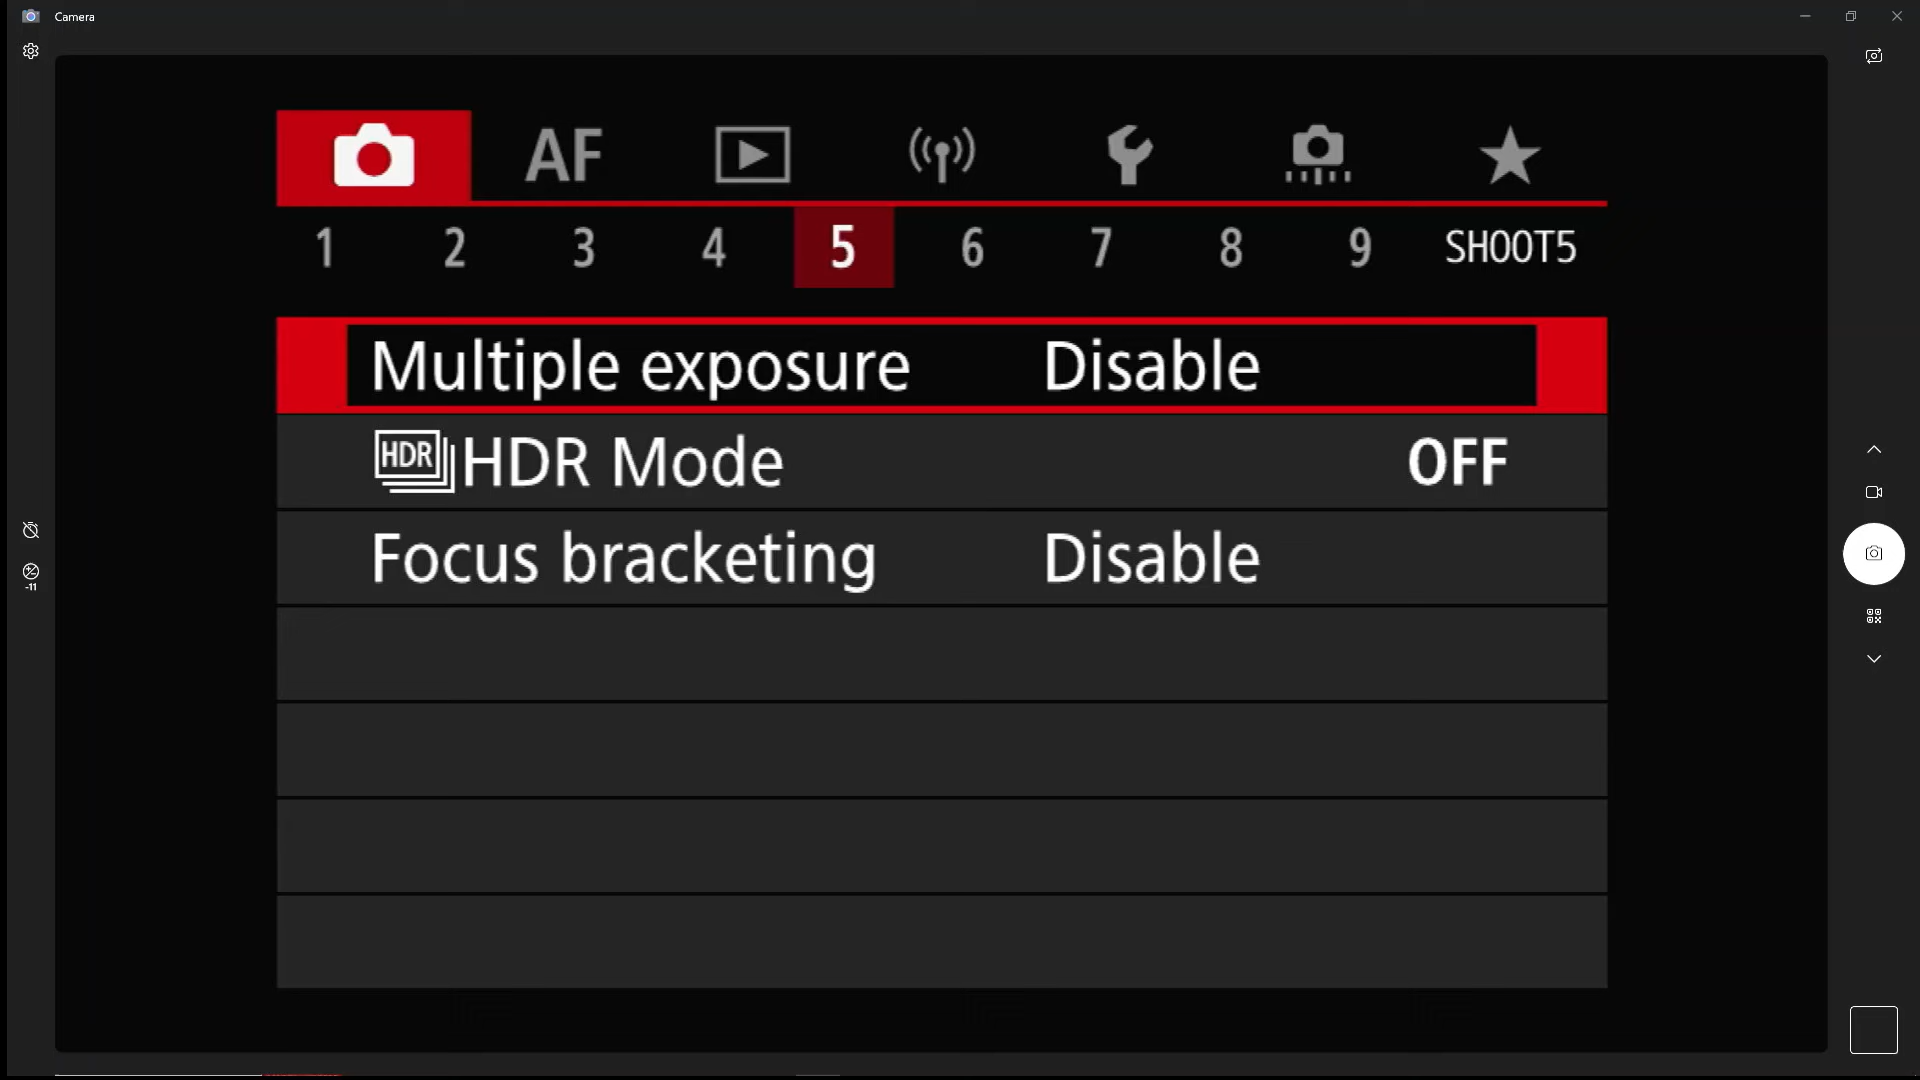 Camera
AF
1 2 3 4 5 6 7 8 9 SHOOT5
Multiple exposure Disable
HDR HDR Mode OFF
Focus bracketing Disable
-11